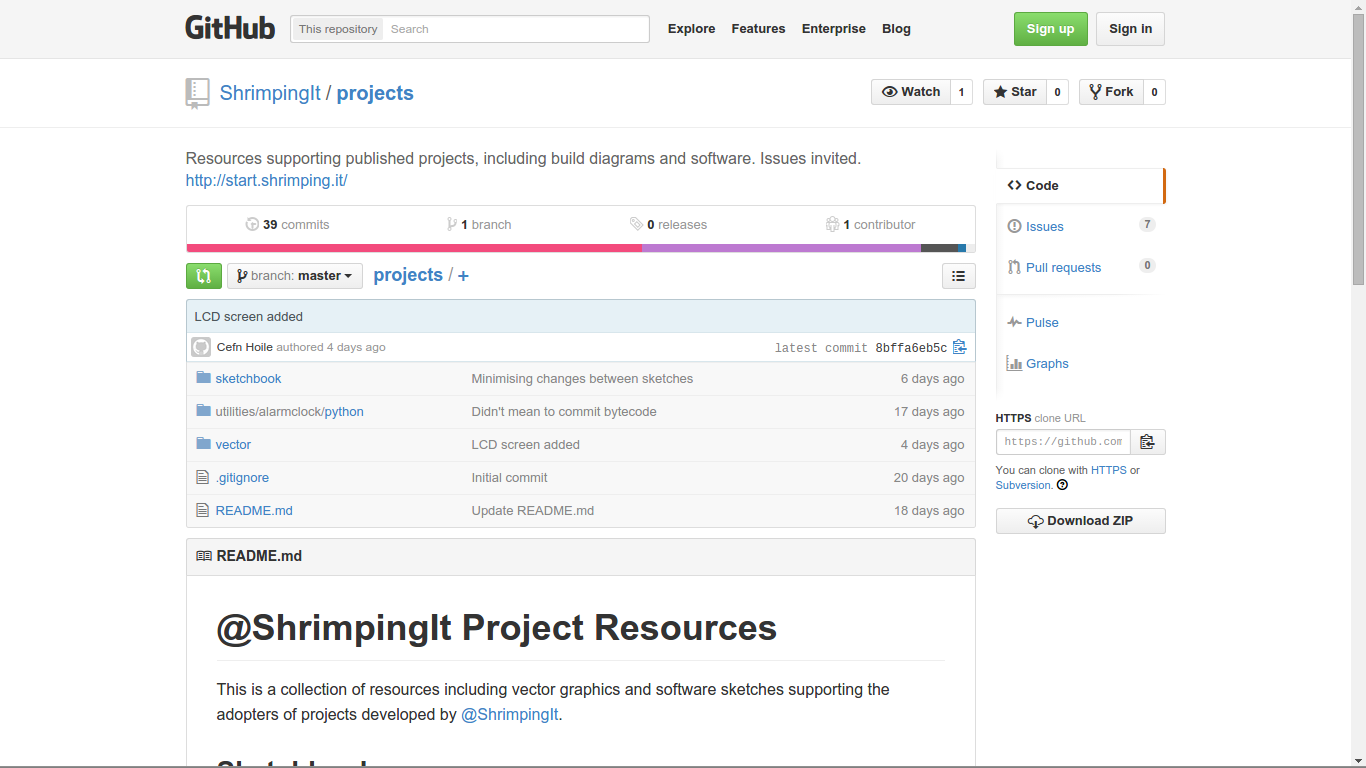 GitHub This repository Search Explore Features Enterprise Blog Sign up Sign in
ShrimpingIt / projects Watch 1 Star 0 Fork 0
Resources supporting published projects, including build diagrams and software. Issues invited.
http://start.shrimping.it/
39 commits 1 branch 0 releases 1 contributor
branch: master projects / +
LCD screen added
Cefn Hoile authored 4 days ago latest commit 8bffa6eb5c
sketchbook Minimising changes between sketches 6 days ago
utilities/alarmclock/python Didn't mean to commit bytecode 17 days ago
vector LCD screen added 4 days ago
.gitignore Initial commit 20 days ago
README.md Update README.md 18 days ago
README.md
@ShrimpingIt Project Resources
This is a collection of resources including vector graphics and software sketches supporting the
adopters of projects developed by @ShrimpingIt.
Code
Issues 7
Pull requests 0
Pulse
Graphs
HTTPS clone URL
https://github.com
You can clone with HTTPS or
Subversion.
Download ZIP